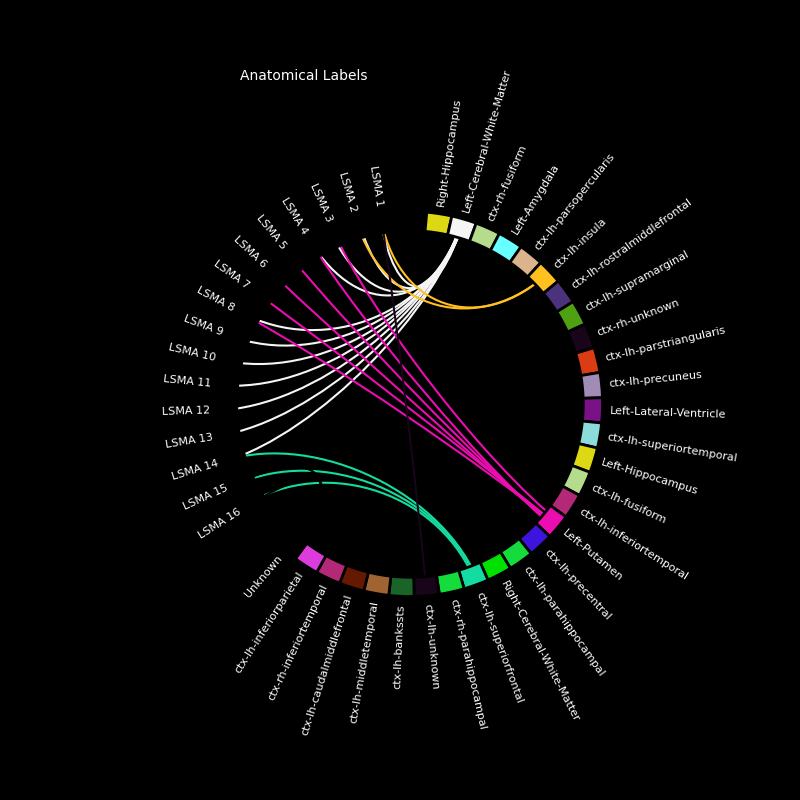 Anatomical Labels
LSMA 1
LSMA 2
LSMA 3
LSMA 4
LSMA 5
LSMA 6
LSMA 7
LSMA 8
LSMA 9
LSMA 10
LSMA 11
LSMA 12
LSMA 13
LSMA 14
LSMA 15
LSMA 16
Right-Hippocampus
Left-Cerebral-White-Matter
ctx-rh-fusiform
Left-Amygdala
ctx-lh-parsopercularis
ctx-lh-insula
ctx-lh-rostralmiddlefrontal
ctx-lh-supramarginal
ctx-rh-unknown
ctx-lh-parstriangularis
ctx-lh-precuneus
Left-Lateral-Ventricle
ctx-lh-superiortemporal
Left-Hippocampus
ctx-lh-fusiform
ctx-lh-inferiortemporal
Left-Putamen
ctx-lh-precentral
ctx-lh-parahippocampal
Right-Cerebral-White-Matter
ctx-lh-superiorfrontal
ctx-rh-parahippocampal
ctx-lh-unknown
ctx-lh-bankssts
ctx-lh-middletemporal
ctx-lh-caudalmiddlefrontal
ctx-rh-inferiortemporal
ctx-lh-inferiorparietal
Unknown